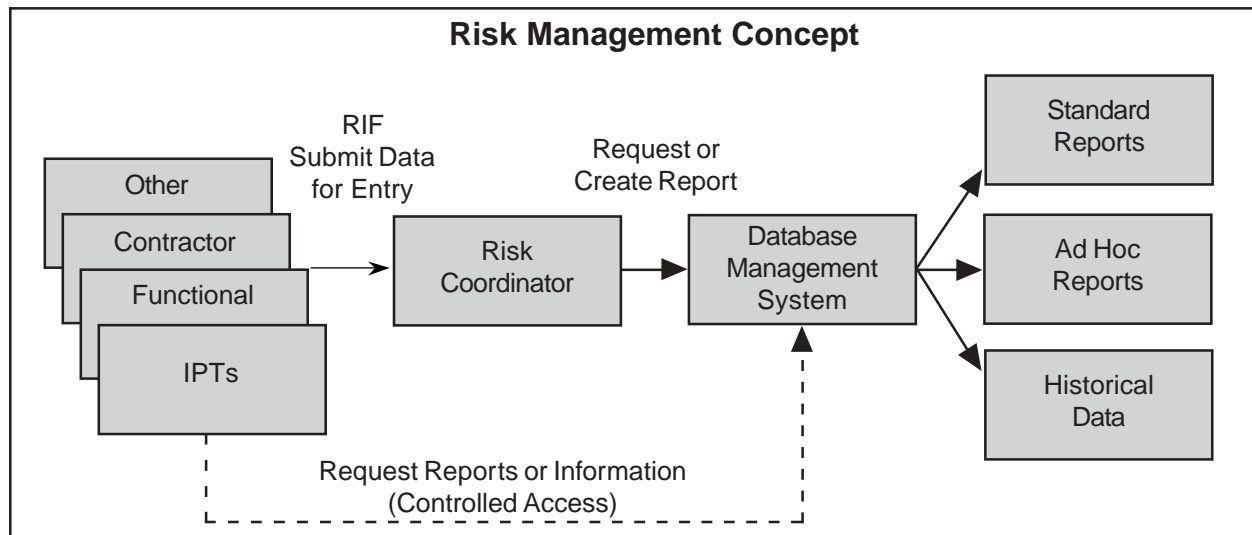 Risk Management Concept
Other
Contractor
Functional
IPTs
RIF
Submit Data
for Entry
Risk
Coordinator
Request or
Create Report
Database
Management
System
Standard
Reports
Ad Hoc
Reports
Historical
Data
Request Reports or Information
(Controlled Access)